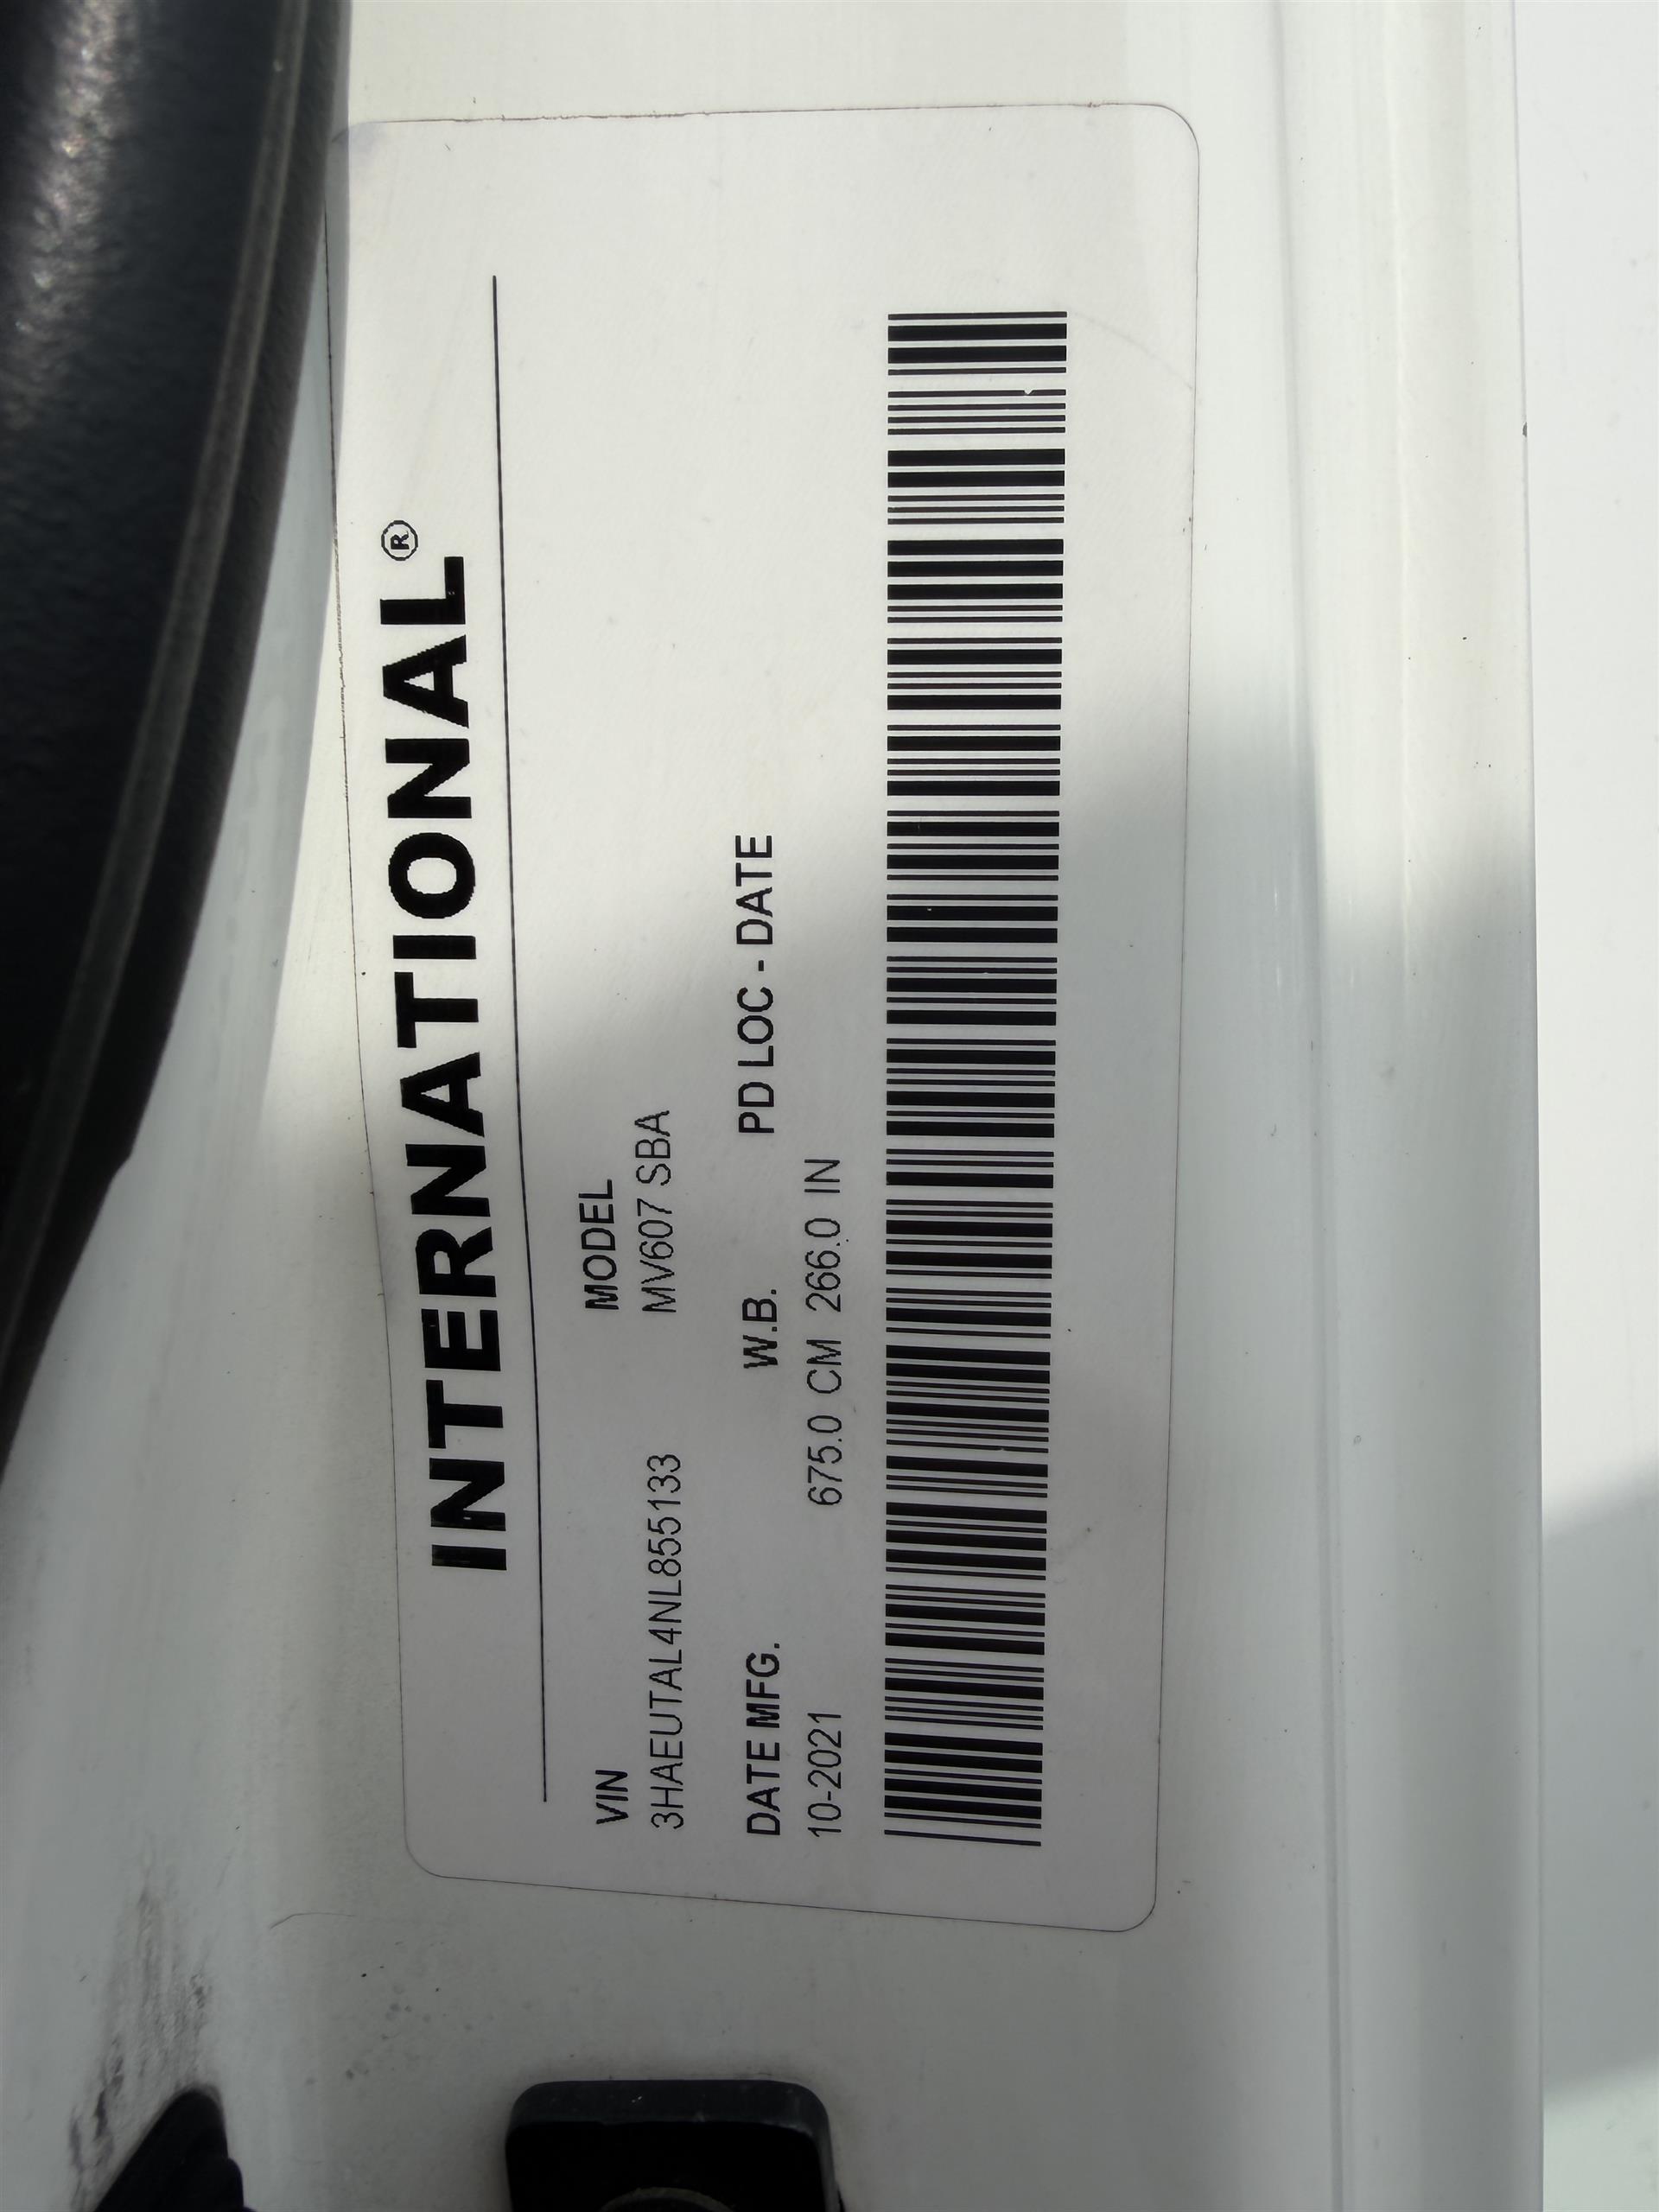 INTERNATIONAL®
VIN MODEL
3HAEUTAL4NL855133 MV607 SBA
DATE MFG. W.B. PD LOC - DATE
10-2021 675.0 CM 266.0 IN